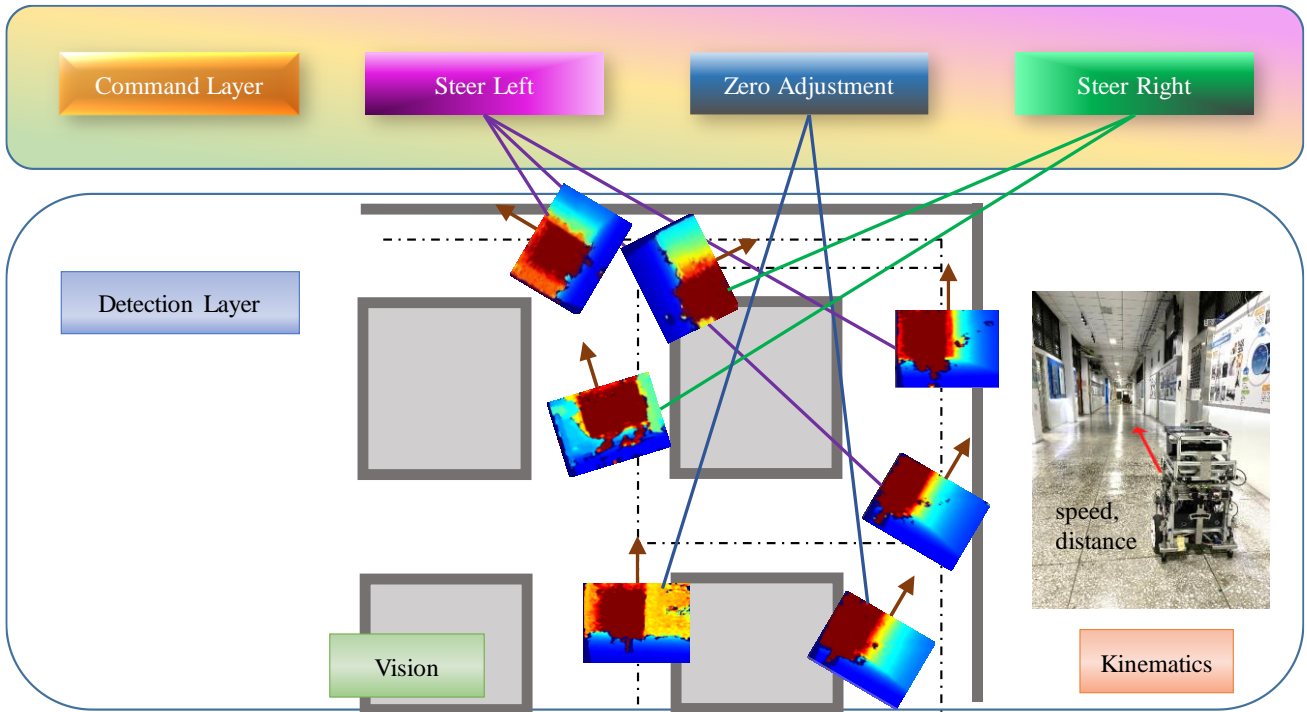 Command Layer
Steer Left
Zero Adjustment
Steer Right
Detection Layer
speed,
distance
Vision
Kinematics